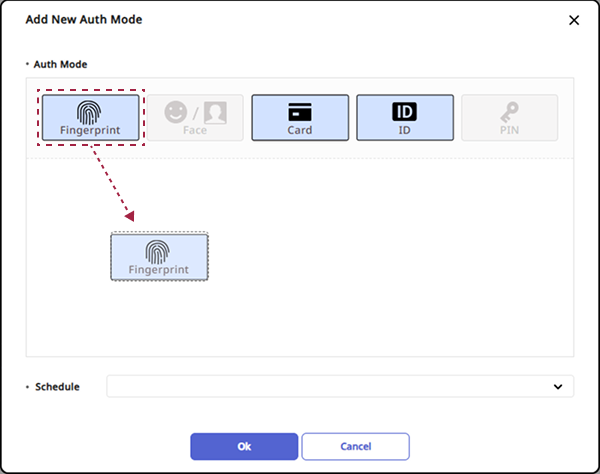 Add New Auth Mode
• Auth Mode
Fingerprint
/
Face
Card
ID
ID
PIN
Fingerprint
• Schedule
Ok
Cancel